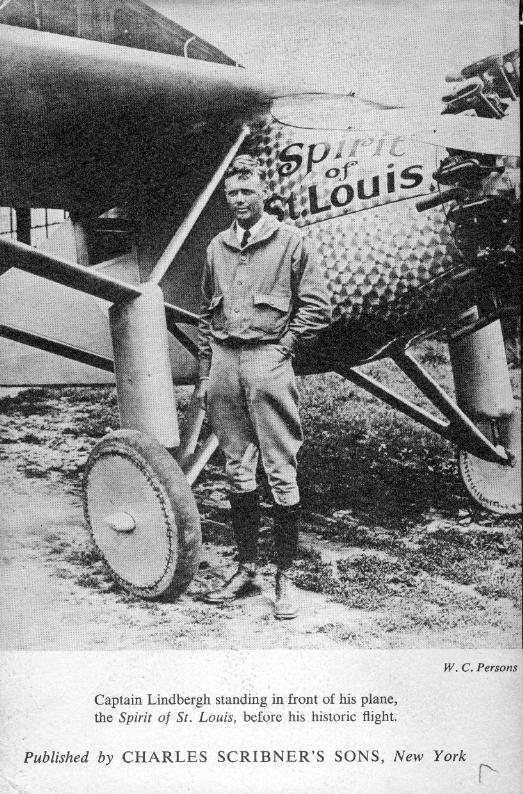 Spirit
of
St. Louis.
W. C. Persons
Captain Lindbergh standing in front of his plane,
the Spirit of St. Louis, before his historic flight.
Published by CHARLES SCRIBNER'S SONS, New York